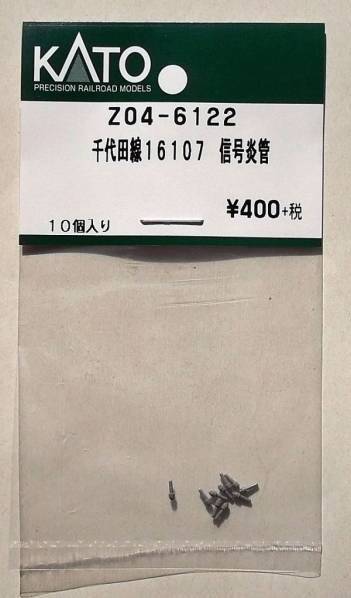 KATO
PRECISION RAILROAD MODELS
Z04-6122
千代田線16107 信号炎管
¥400+税
10個入り